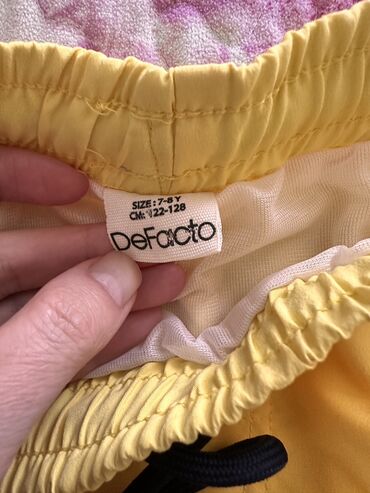 SIZE: 7-8 Y
CM: 122-128
DeFacto